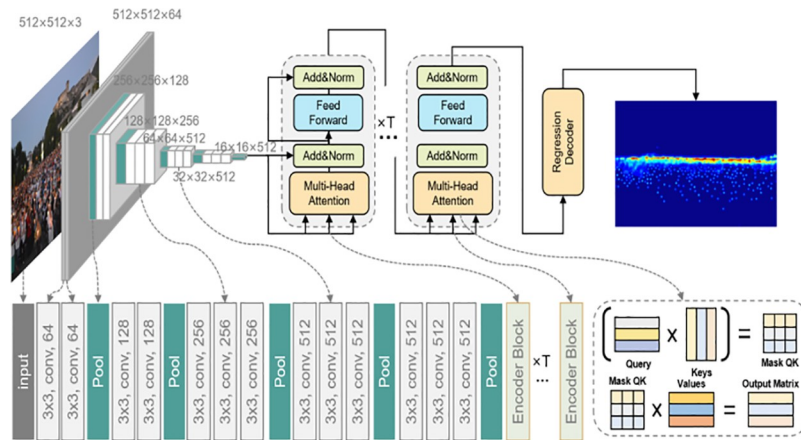 512×512×3
512×512×64
256×256×128
128×128×256
64×64×512
32×32×512
16×16×512
Add&Norm
Feed
Forward
Add&Norm
Multi-Head
Attention
×T
...
Add&Norm
Feed
Forward
Add&Norm
Multi-Head
Attention
Regression
Decoder
input
3x3, conv, 64
3x3, conv, 64
Pool
3x3, conv, 128
3x3, conv, 128
Pool
3x3, conv, 256
3x3, conv, 256
3x3, conv, 256
Pool
3x3, conv, 512
3x3, conv, 512
3x3, conv, 512
Pool
3x3, conv, 512
3x3, conv, 512
3x3, conv, 512
Pool
Encoder Block
×T
...
Encoder Block
( Query × Keys ) = Mask QK
Mask QK × Values = Output Matrix